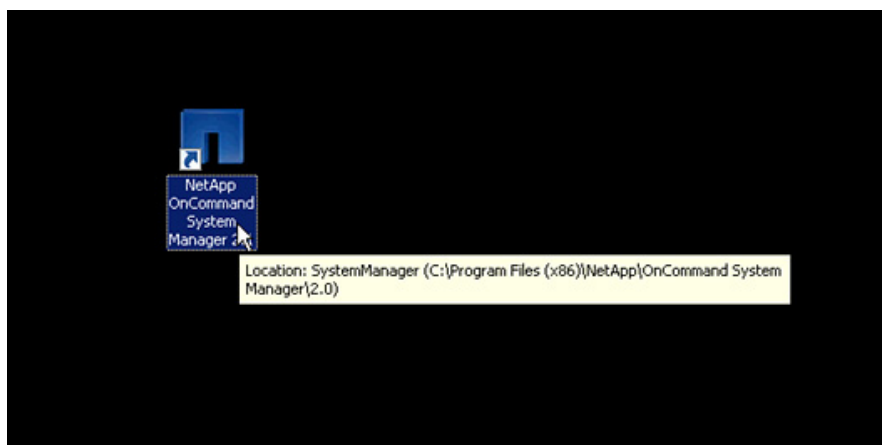 NetApp
OnCommand
System
Manager
Location: SystemManager (C:\Program Files (x86)\NetApp\OnCommand System
Manager\2.0)